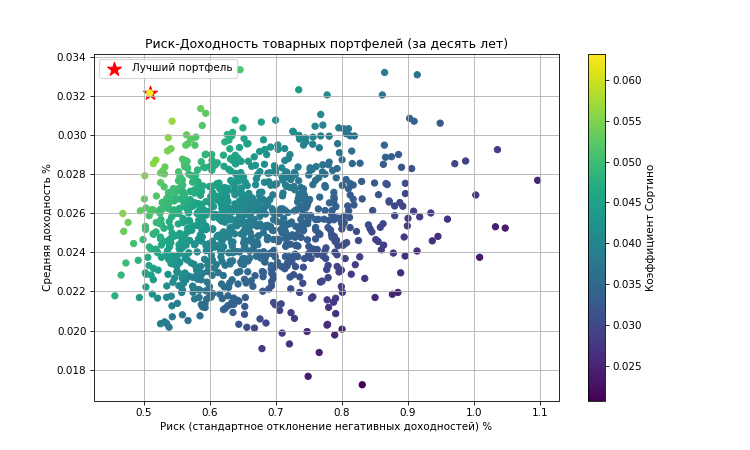 Риск-Доходность товарных портфелей (за десять лет)
Лучший портфель
Средняя доходность %
0.034
0.032
0.030
0.028
0.026
0.024
0.022
0.020
0.018
0.5 0.6 0.7 0.8 0.9 1.0 1.1
Риск (стандартное отклонение негативных доходностей) %
0.060
0.055
0.050
0.045
0.040
0.035
0.030
0.025
Коэффициент Сортино